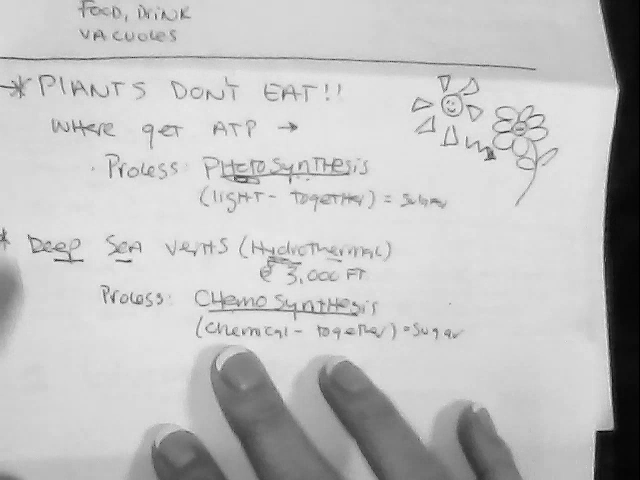 FOOD, DRINK
VACUOLES
→* PLANTS DON'T EAT!!
WHERE get ATP →
. Process: PHOTOSYNTHESIS
(light - together) = sugar
* Deep Sea vents (Hydrothermal)
@ 3,000 FT
Process: CHEMOSYNTHESIS
(chemical - together) = sugar